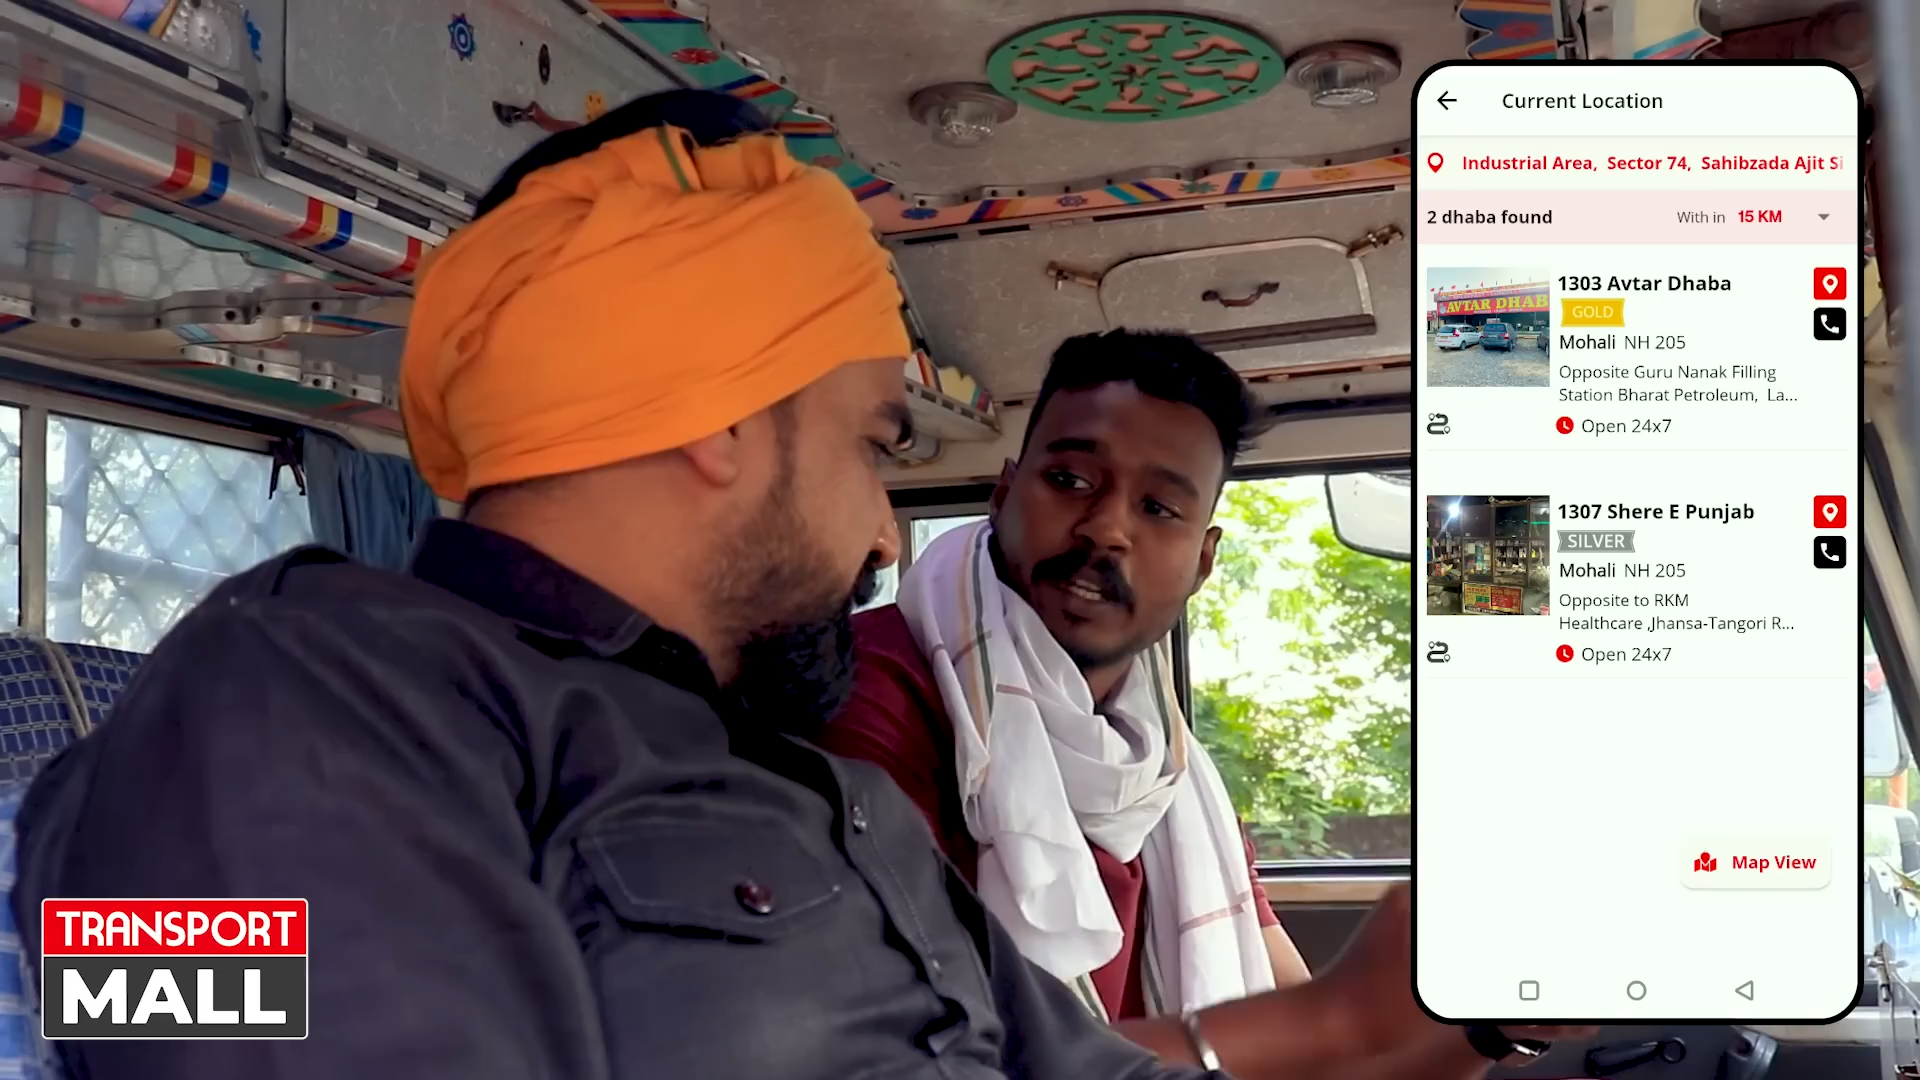 Current Location
Industrial Area, Sector 74, Sahibzada Ajit Si
2 dhaba found
With in 15 KM
AVTAR DHAB
1303 Avtar Dhaba
GOLD
Mohali NH 205
Opposite Guru Nanak Filling
Station Bharat Petroleum, La...
Open 24x7
1307 Shere E Punjab
SILVER
Mohali NH 205
Opposite to RKM
Healthcare ,Jhansa-Tangori R...
Open 24x7
Map View
TRANSPORT
MALL